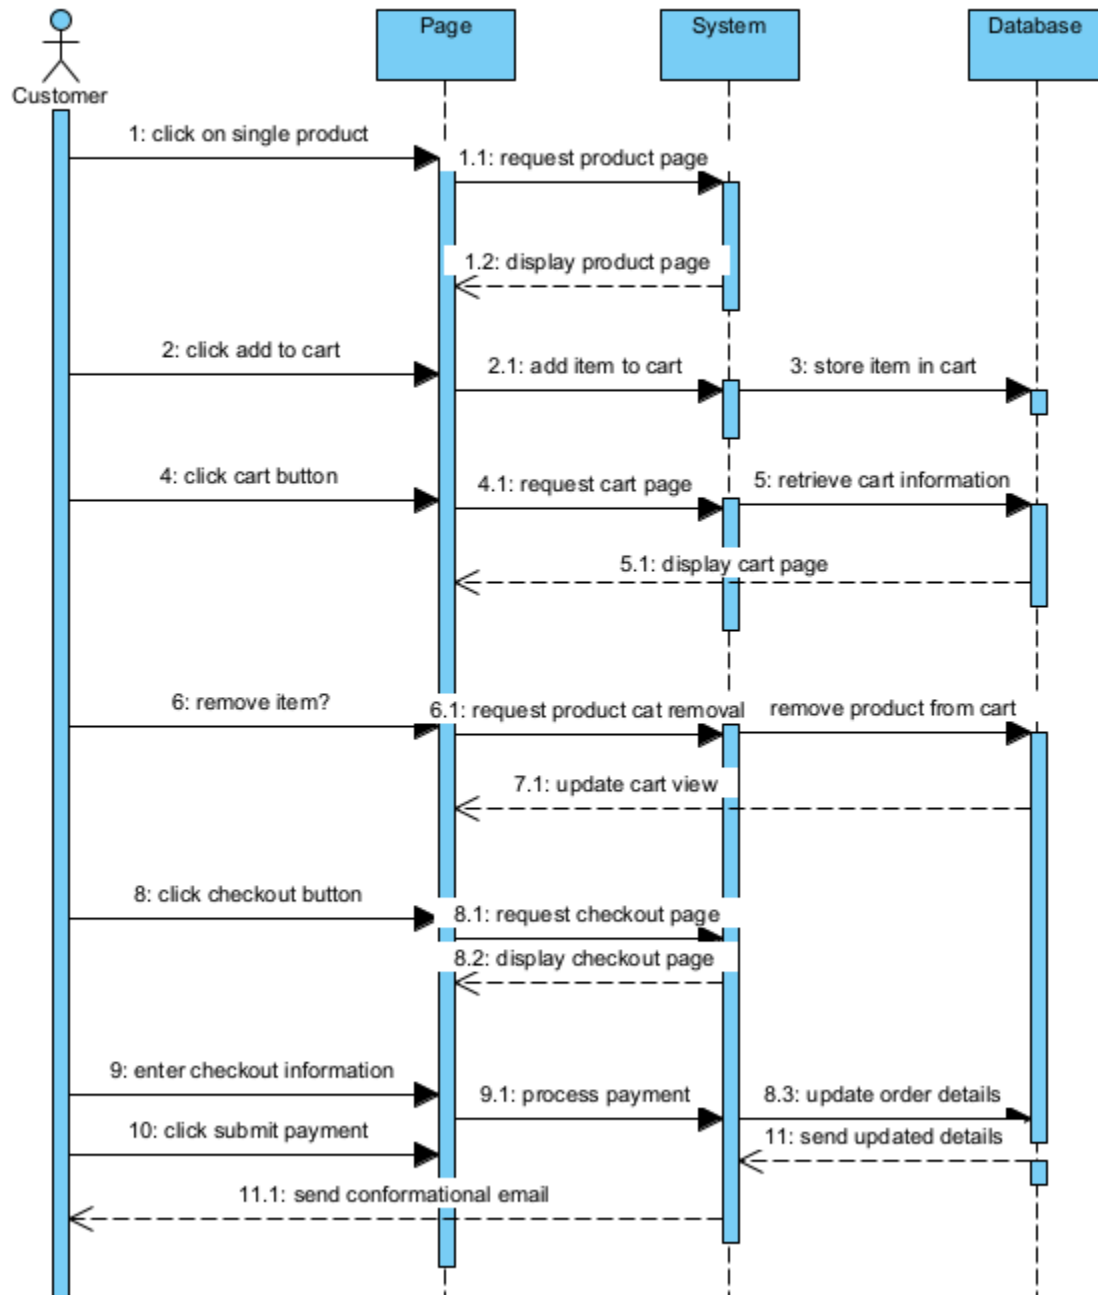 Page
System
Database
Customer
1: click on single product
1.1: request product page
1.2: display product page
2: click add to cart
2.1: add item to cart
3: store item in cart
4: click cart button
4.1: request cart page
5: retrieve cart information
5.1: display cart page
6: remove item?
6.1: request product cat removal
remove product from cart
7.1: update cart view
8: click checkout button
8.1: request checkout page
8.2: display checkout page
9: enter checkout information
9.1: process payment
8.3: update order details
10: click submit payment
11: send updated details
11.1: send conformational email